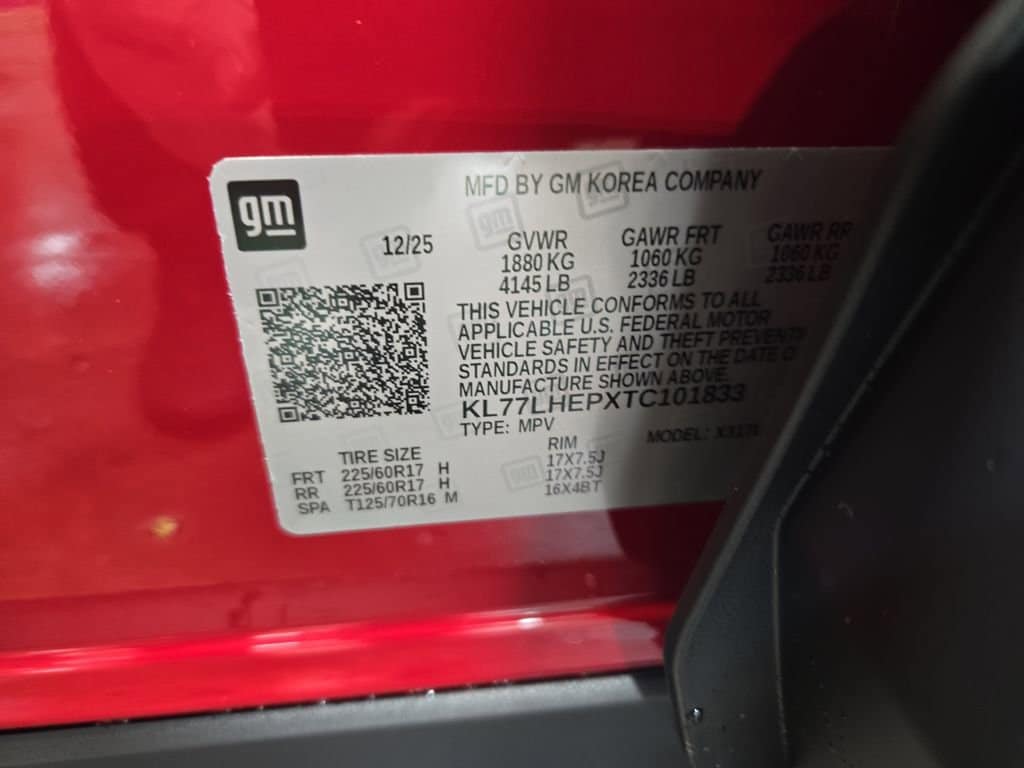 gm
MFD BY GM KOREA COMPANY
12/25
GVWR GAWR FRT GAWR RR
1880 KG 1060 KG 1060 KG
4145 LB 2336 LB 2336 LB
THIS VEHICLE CONFORMS TO ALL
APPLICABLE U.S. FEDERAL MOTOR
VEHICLE SAFETY AND THEFT PREVENTI
STANDARDS IN EFFECT ON THE DATE O
MANUFACTURE SHOWN ABOVE.
KL77LHEPXTC101833
TYPE: MPV MODEL:
TIRE SIZE RIM
FRT 225/60R17 H 17X7.5J
RR 225/60R17 H 17X7.5J
SPA T125/70R16 M 16X4BT